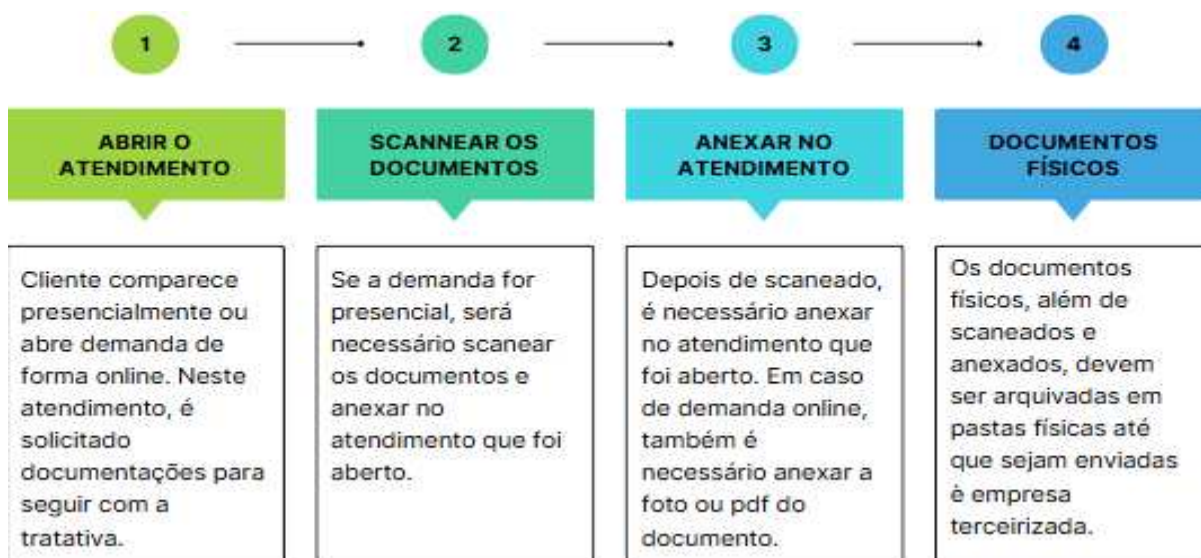 1
2
3
4
ABRIR O
ATENDIMENTO
SCANNEAR OS
DOCUMENTOS
ANEXAR NO
ATENDIMENTO
DOCUMENTOS
FÍSICOS
Cliente comparece
presencialmente ou
abre demanda de
forma online. Neste
atendimento, é
solicitado
documentações para
seguir com a
tratativa.
Se a demanda for
presencial, será
necessário scanear
os documentos e
anexar no
atendimento que foi
aberto.
Depois de scaneado,
é necessário anexar
no atendimento que
foi aberto. Em caso
de demanda online,
também é
necessário anexar a
foto ou pdf do
documento.
Os documentos
físicos, além de
scaneados e
anexados, devem
ser arquivadas em
pastas físicas até
que sejam enviadas
è empresa
terceirizada.